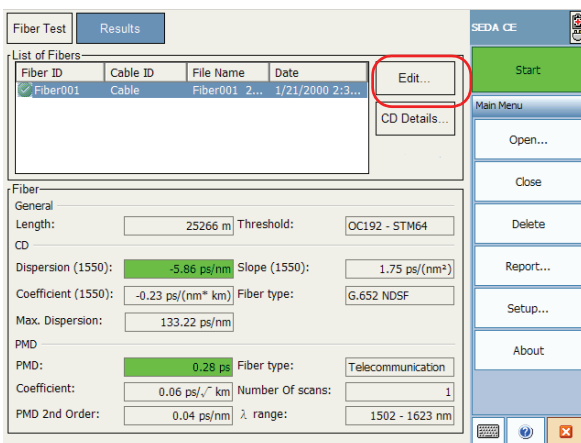 Fiber Test Results
SEDA CE
List of Fibers
Fiber ID Cable ID File Name Date
Fiber001 Cable Fiber001 2... 1/21/2000 2:3...
Edit...
CD Details...
Start
Main Menu
Open...
Close
Delete
Report...
Setup...
About
Fiber
General
Length: 25266 m Threshold: OC192 - STM64
CD
Dispersion (1550): -5.86 ps/nm Slope (1550): 1.75 ps/(nm²)
Coefficient (1550): -0.23 ps/(nm* km) Fiber type: G.652 NDSF
Max. Dispersion: 133.22 ps/nm
PMD
PMD: 0.28 ps Fiber type: Telecommunication
Coefficient: 0.06 ps/√ km Number Of scans: 1
PMD 2nd Order: 0.04 ps/nm λ range: 1502 - 1623 nm